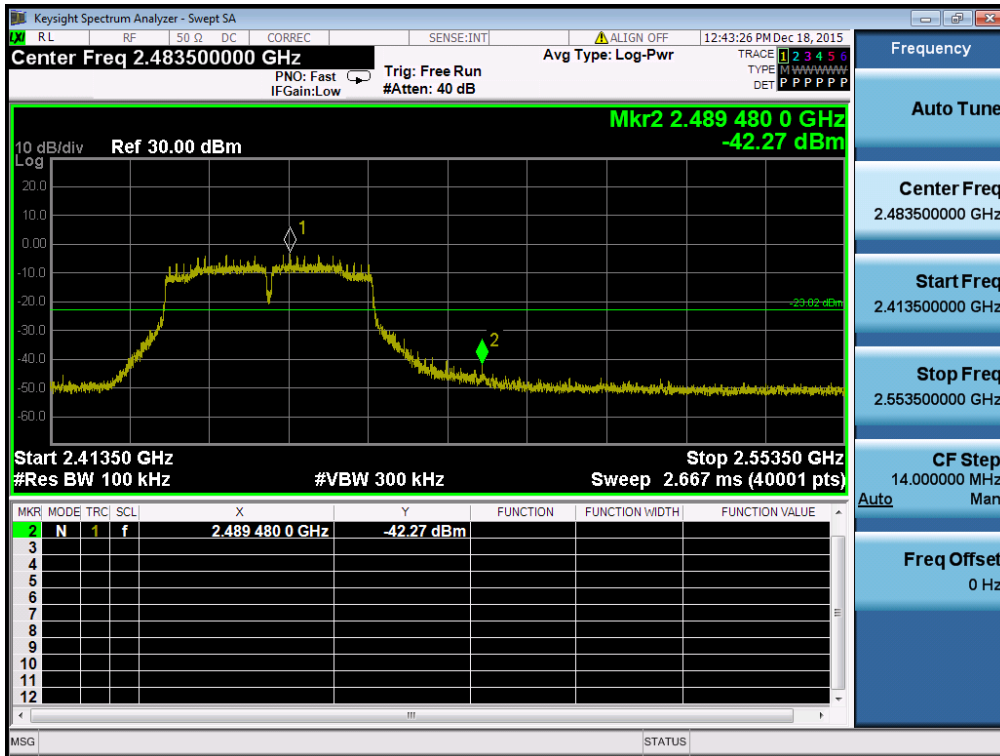 Keysight Spectrum Analyzer - Swept SA
LXI RL RF 50 Ω DC CORREC SENSE:INT ALIGN OFF 12:43:26 PM Dec 18, 2015
Center Freq 2.483500000 GHz
PNO: Fast
IFGain:Low
Trig: Free Run
#Atten: 40 dB
Avg Type: Log-Pwr
TRACE 1 2 3 4 5 6
TYPE M W W W W W
DET P P P P P P
Mkr2 2.489 480 0 GHz
-42.27 dBm
10 dB/div Ref 30.00 dBm
Log
20.0
10.0
0.00
-10.0
-20.0
-30.0
-40.0
-50.0
-60.0
1
-23.02 dBm
2
Start 2.41350 GHz Stop 2.55350 GHz
#Res BW 100 kHz #VBW 300 kHz Sweep 2.667 ms (40001 pts)
MKR MODE TRC SCL X Y FUNCTION FUNCTION WIDTH FUNCTION VALUE
2 N 1 f 2.489 480 0 GHz -42.27 dBm
3
4
5
6
7
8
9
10
11
12
MSG STATUS
Frequency
Auto Tune
Center Freq
2.483500000 GHz
Start Freq
2.413500000 GHz
Stop Freq
2.553500000 GHz
CF Step
14.000000 MHz
Auto Man
Freq Offset
0 Hz